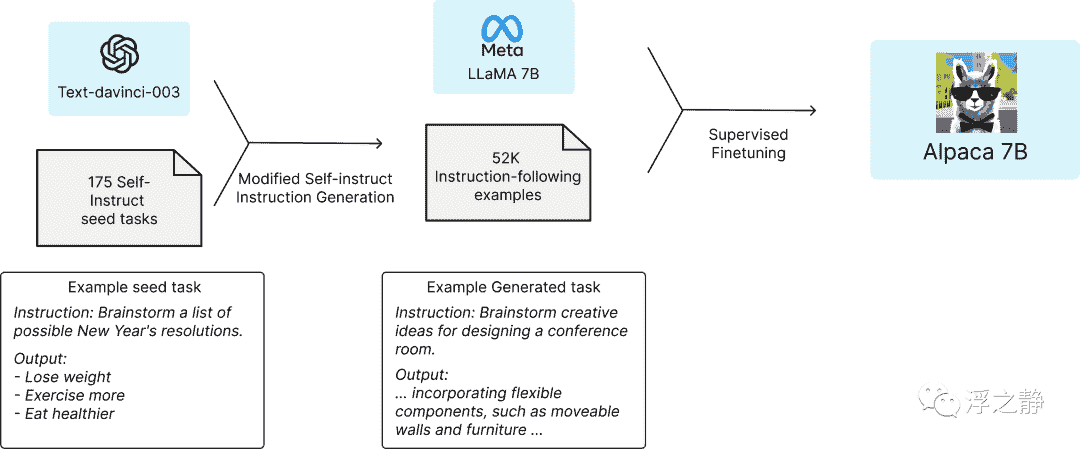 Text-davinci-003
175 Self-
Instruct
seed tasks
Modified Self-instruct
Instruction Generation
Meta
LLaMA 7B
52K
Instruction-following
examples
Supervised
Finetuning
Alpaca 7B
Example seed task
Instruction: Brainstorm a list of
possible New Year's resolutions.
Output:
- Lose weight
- Exercise more
- Eat healthier
Example Generated task
Instruction: Brainstorm creative
ideas for designing a conference
room.
Output:
... incorporating flexible
components, such as moveable
walls and furniture ...
浮之静